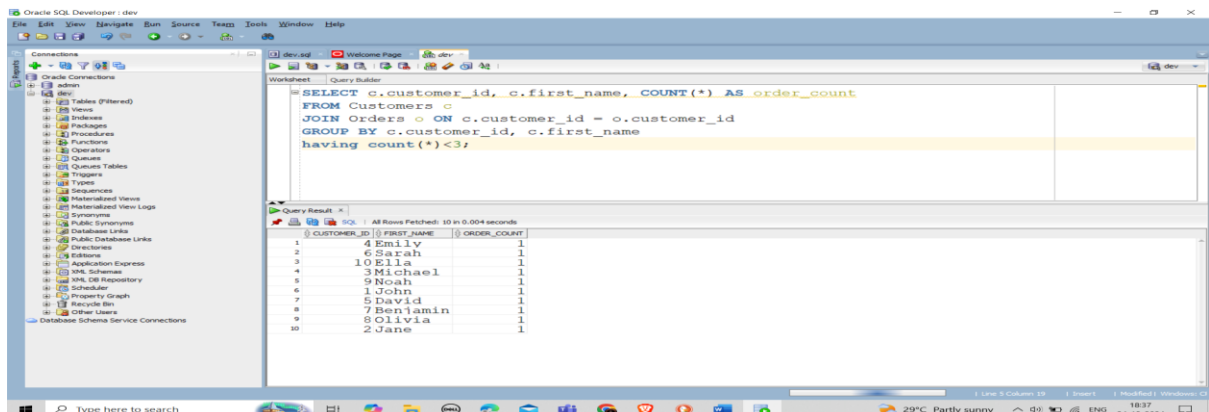 Oracle SQL Developer : dev
File Edit View Navigate Run Source Team Tools Window Help
Connections
dev.sql Welcome Page dev
Reports
Oracle Connections
admin
dev
Tables (Filtered)
Views
Indexes
Packages
Procedures
Functions
Operators
Queues
Queues Tables
Triggers
Types
Sequences
Materialized Views
Materialized View Logs
Synonyms
Public Synonyms
Database Links
Public Database Links
Directories
Editions
Application Express
XML Schemas
XML DB Repository
Scheduler
Property Graph
Recycle Bin
Other Users
Database Schema Service Connections
dev
Worksheet Query Builder
SELECT c.customer_id, c.first_name, COUNT(*) AS order_count
FROM Customers c
JOIN Orders o ON c.customer_id = o.customer_id
GROUP BY c.customer_id, c.first_name
having count(*)<3;
Query Result
SQL | All Rows Fetched: 10 in 0.004 seconds
CUSTOMER_ID FIRST_NAME ORDER_COUNT
1 4 Emily 1
2 6 Sarah 1
3 10 Ella 1
4 3 Michael 1
5 9 Noah 1
6 1 John 1
7 5 David 1
8 7 Benjamin 1
9 8 Olivia 1
10 2 Jane 1
Line 5 Column 19 | Insert | Modified | Windows: C
Type here to search
29°C Partly sunny ENG 18:37